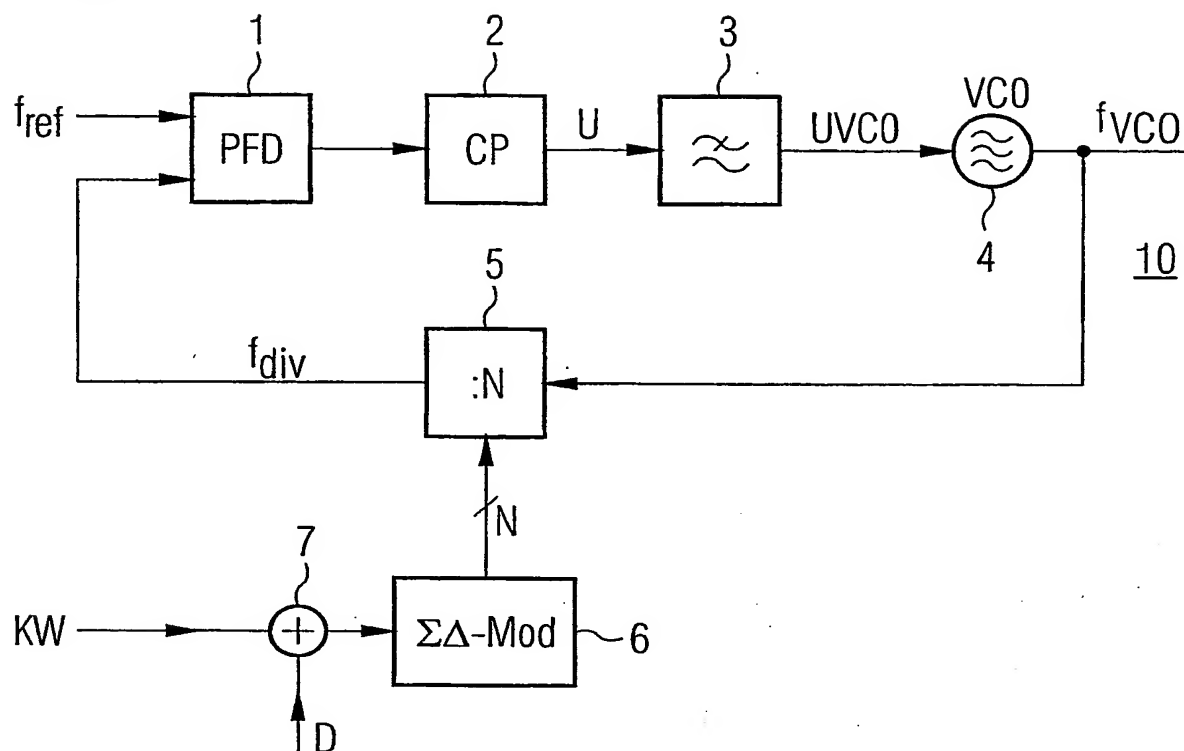 1
2
3
VCO
f_ref
PFD
CP
U
UVCO
f_VCO
4
10
5
f_div
:N
N
7
KW
+
ΣΔ-Mod
6
D